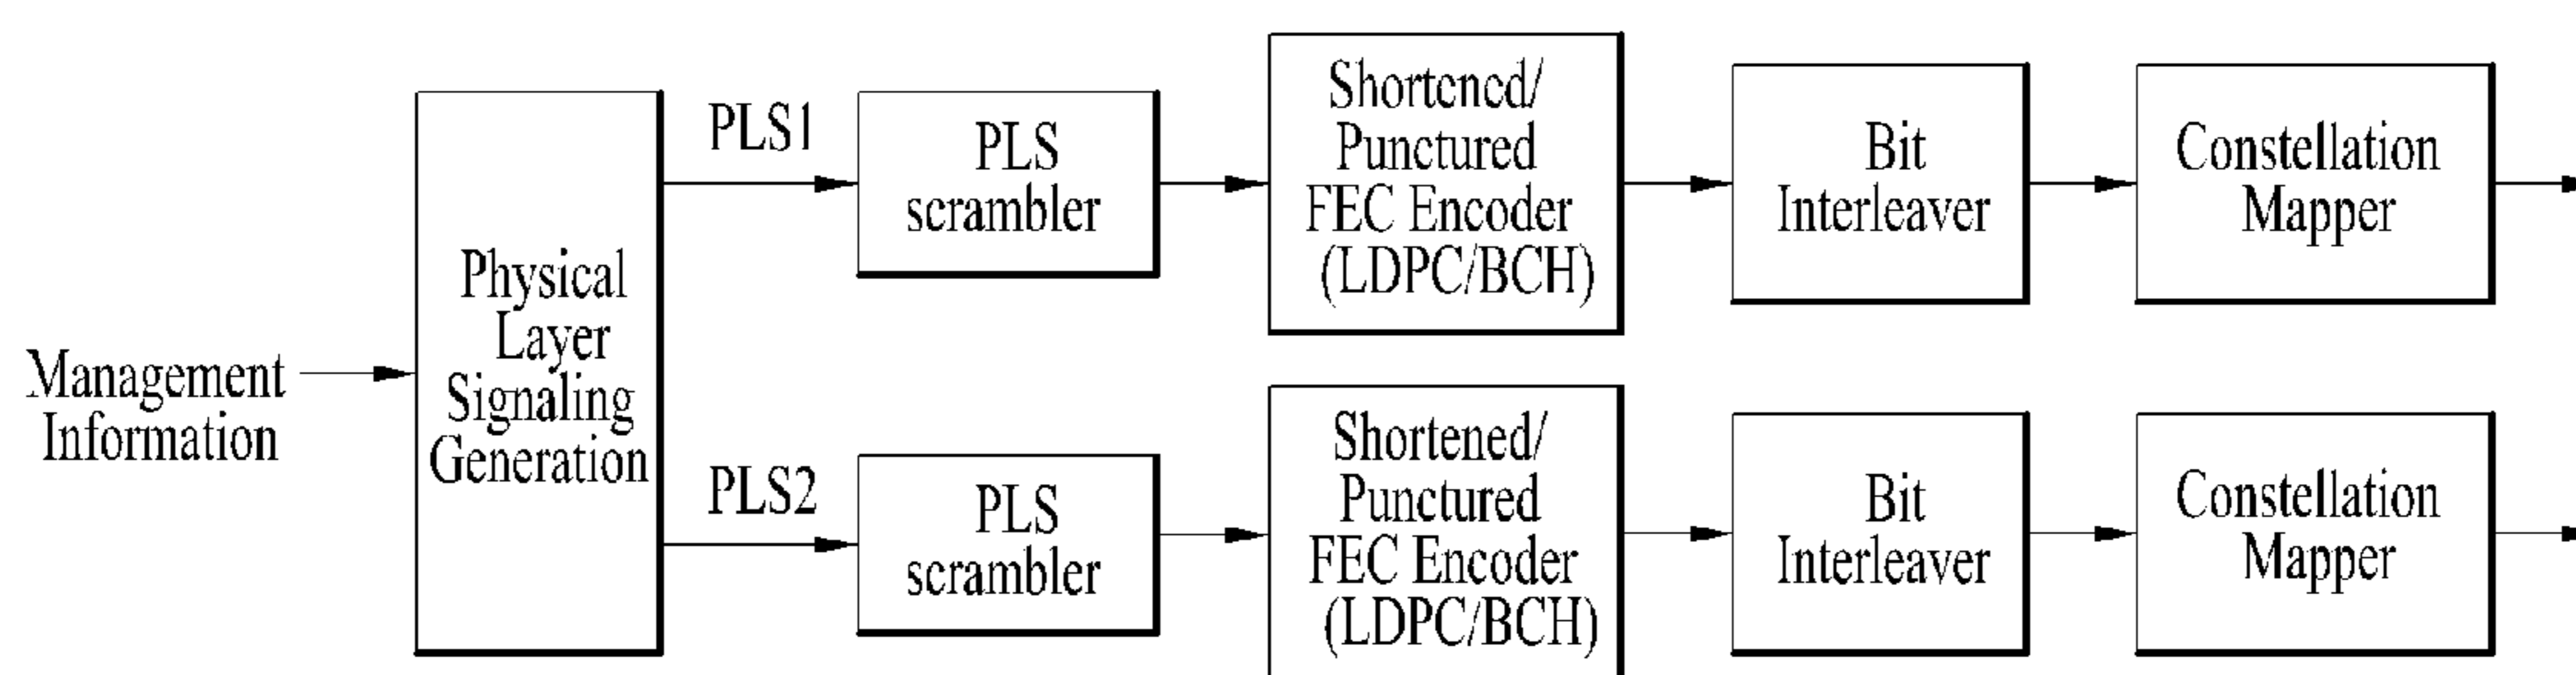 Management
Information
Physical
Layer
Signaling
Generation
PLS1
PLS
scrambler
Shortened/
Punctured
FEC Encoder
(LDPC/BCH)
Bit
Interleaver
Constellation
Mapper
PLS2
PLS
scrambler
Shortened/
Punctured
FEC Encoder
(LDPC/BCH)
Bit
Interleaver
Constellation
Mapper